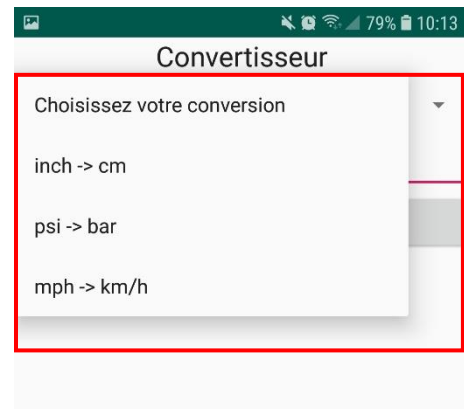 79% 10:13
Convertisseur
Choisissez votre conversion
inch -> cm
psi -> bar
mph -> km/h